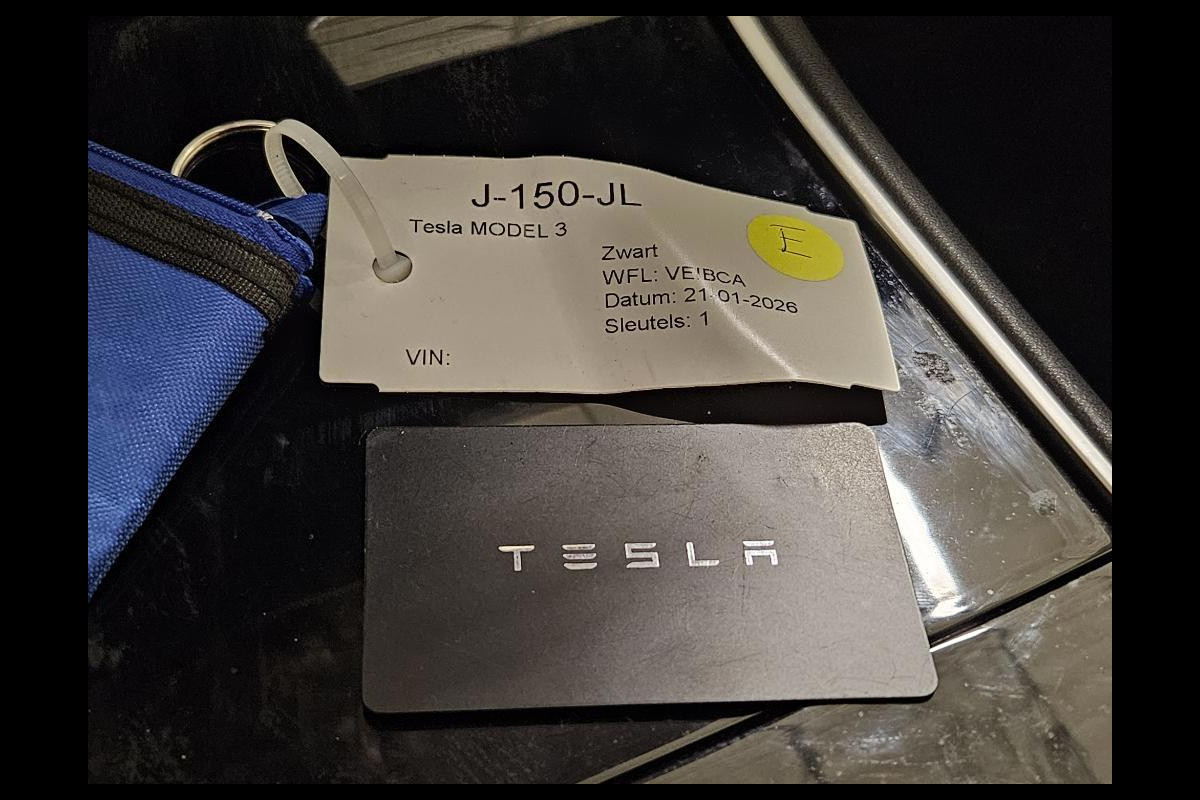 J-150-JL
Tesla MODEL 3
E
Zwart
WFL:
Datum: 21-01-2026
Sleutels: 1
VIN:
TESLA